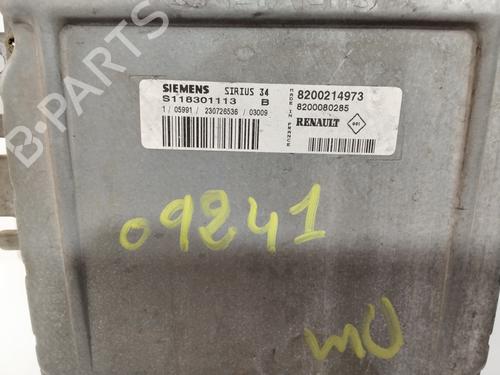 B-PARTS
SIEMENS SIRIUS 34
S118301113 B
1/ 05991/ 230726536 / 03009
MADE IN FRANCE
8200214973
8200080285
RENAULT
09241
mU